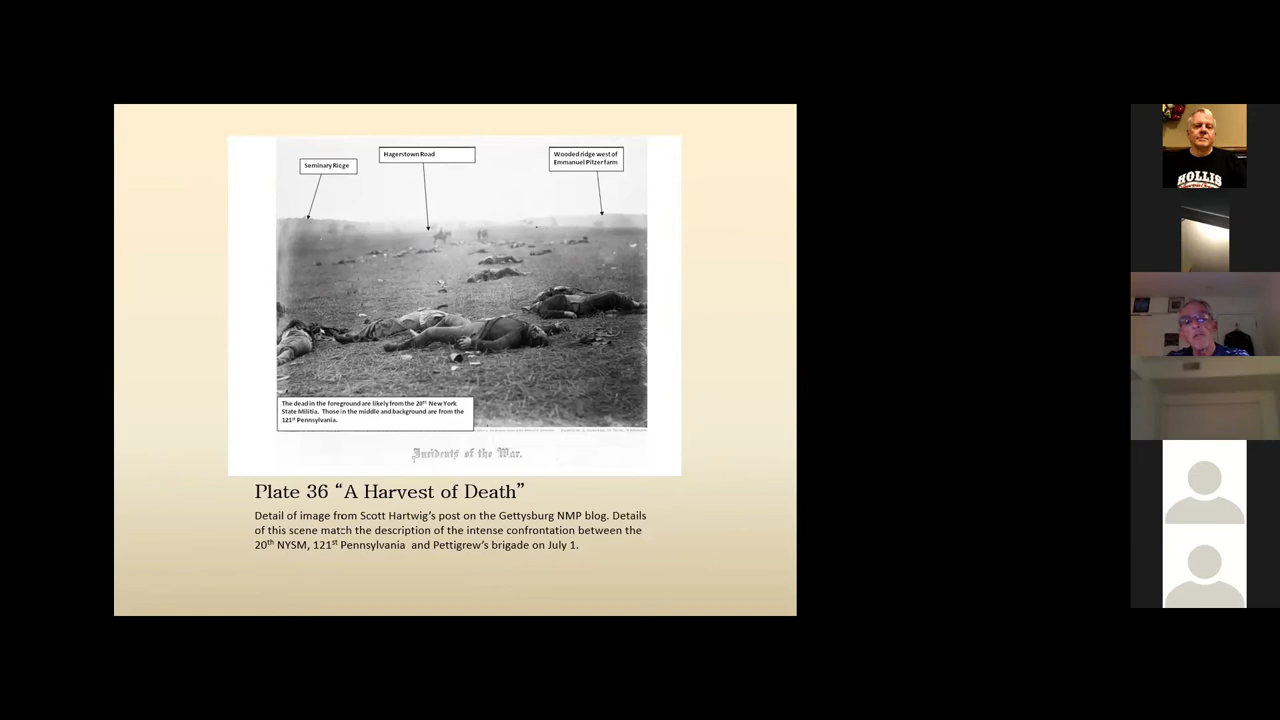 Seminary Ridge
Hagerstown Road
Wooded ridge west of
Emmanuel Pitzer farm
The dead in the foreground are likely from the 20th New York
State Militia. Those in the middle and background are from the
121st Pennsylvania.
Incidents of the War.
Plate 36 “A Harvest of Death”
Detail of image from Scott Hartwig’s post on the Gettysburg NMP blog. Details
of this scene match the description of the intense confrontation between the
20th NYSM, 121st Pennsylvania and Pettigrew’s brigade on July 1.
HOLLIS